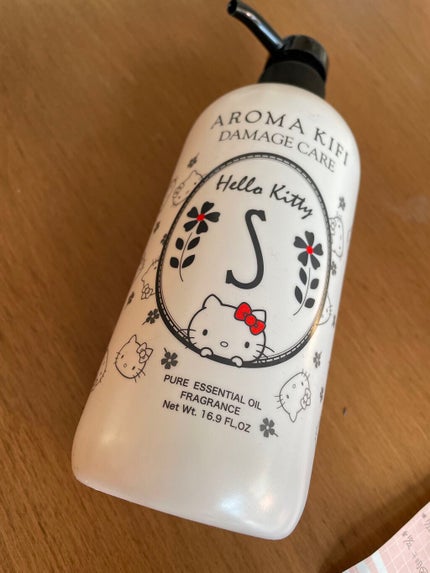 AROMA KIFI
DAMAGE CARE
Hello Kitty
S
PURE ESSENTIAL OIL
FRAGRANCE
Net Wt. 16.9 FL,OZ